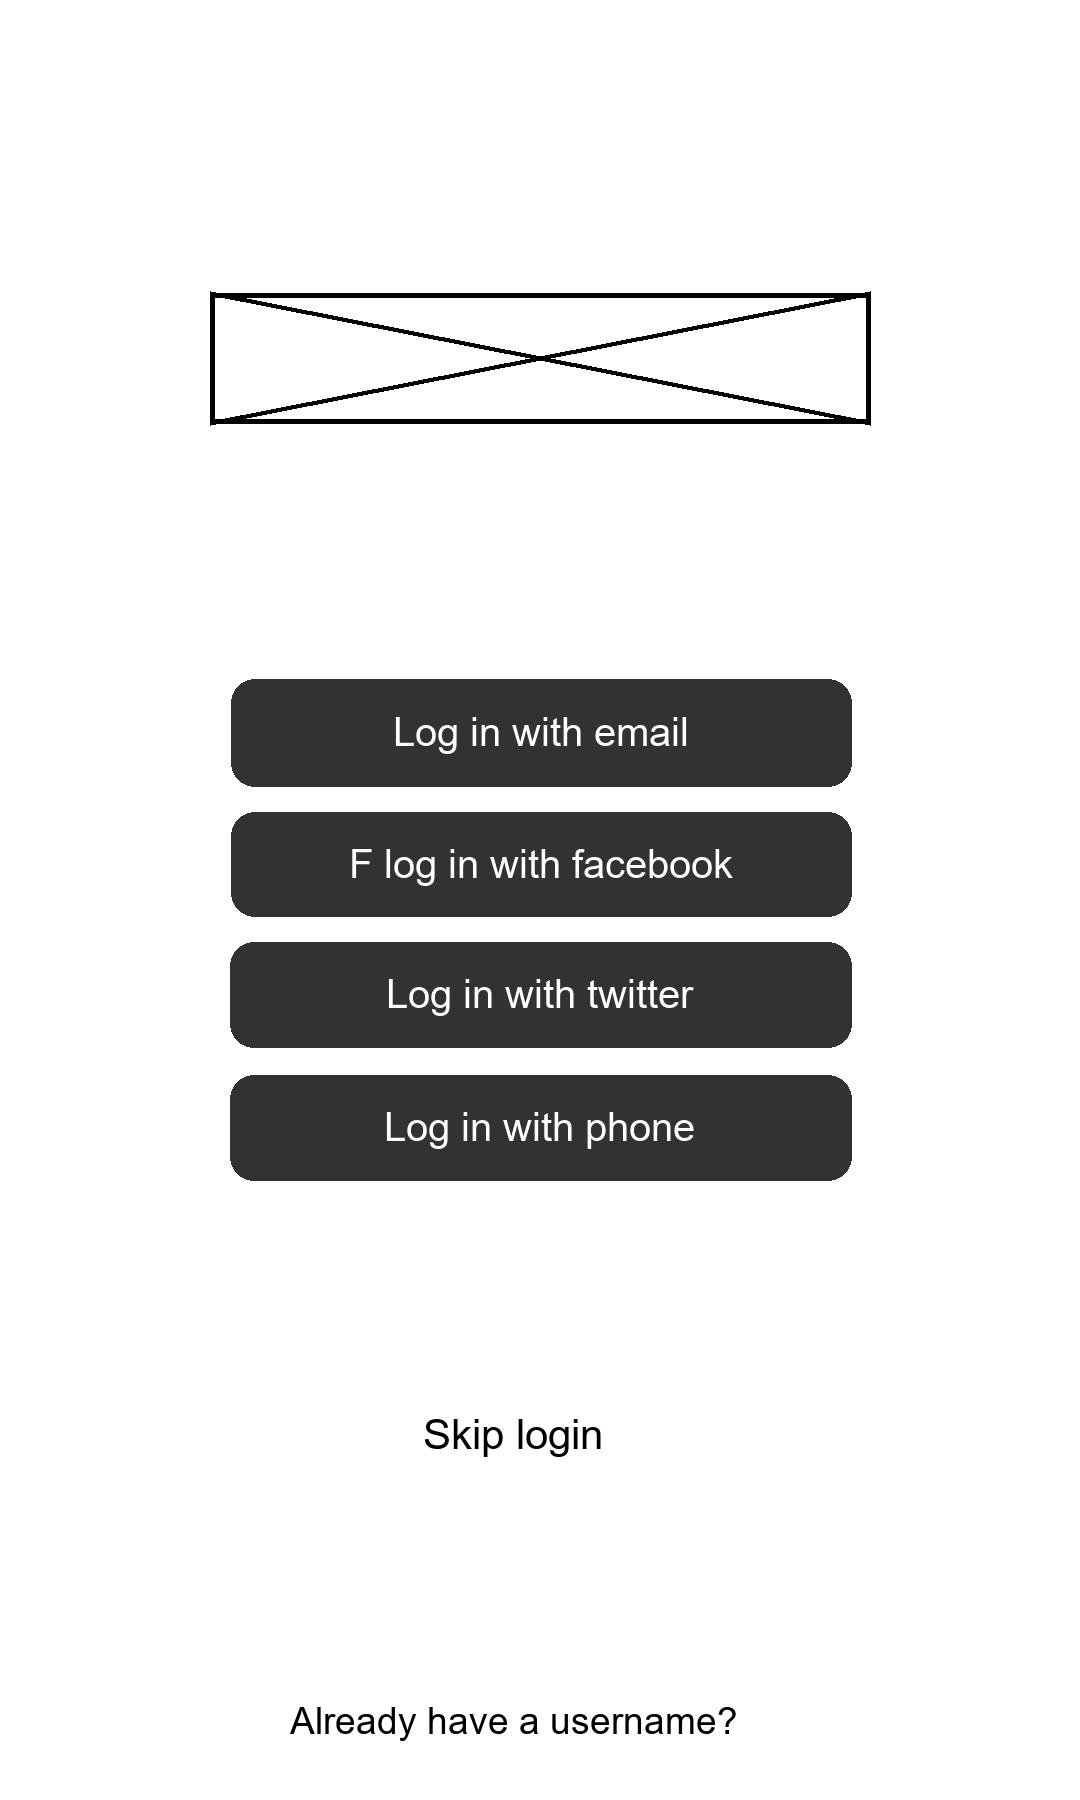 Log in with email
F log in with facebook
Log in with twitter
Log in with phone
Skip login
Already have a username?